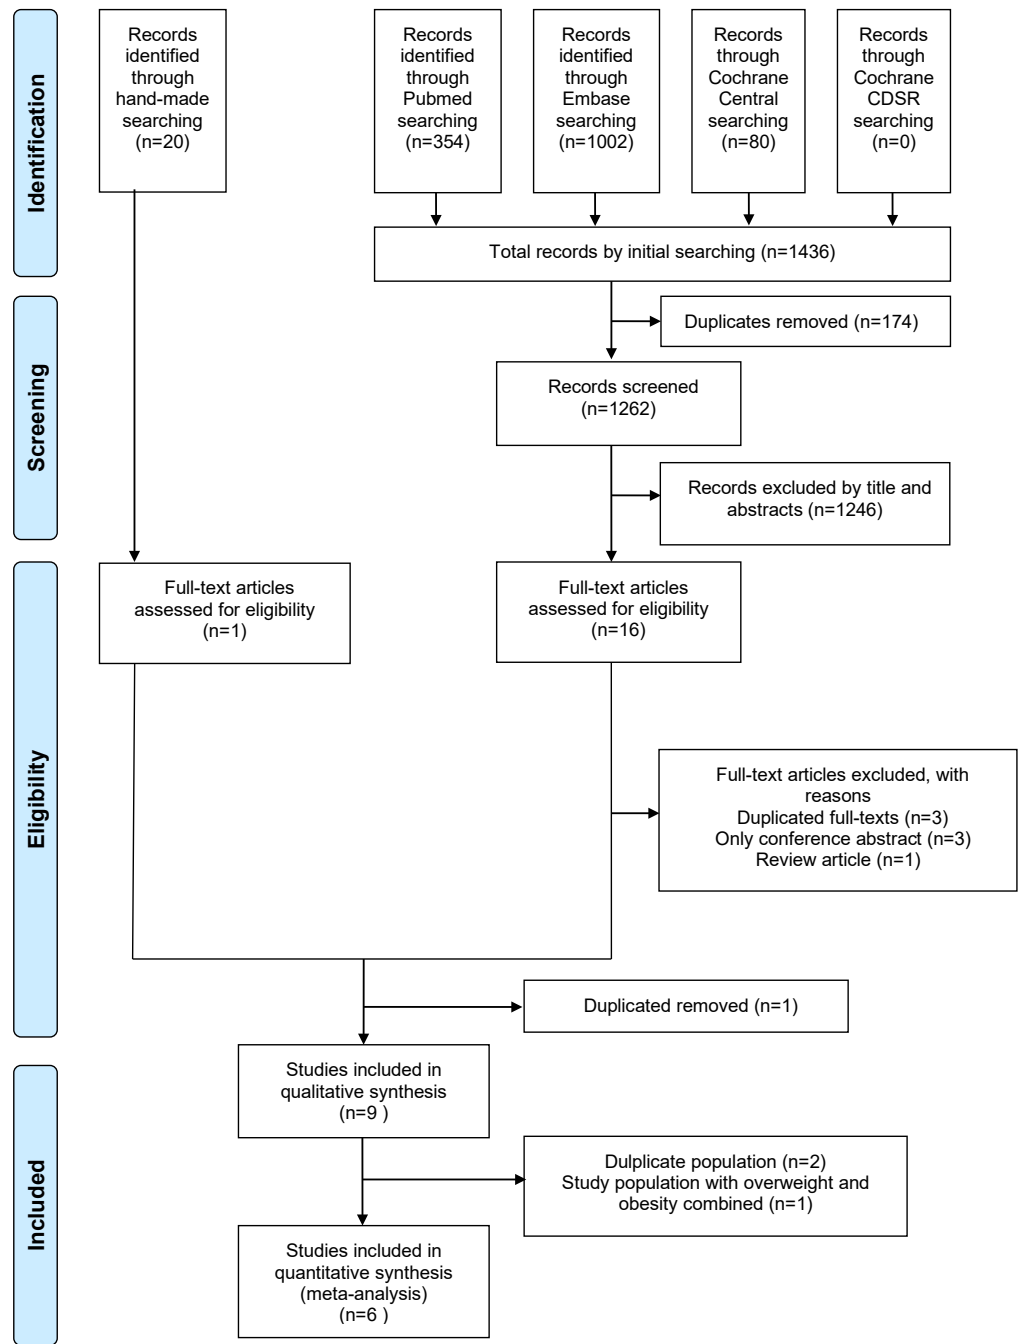 Identification
Records
identified
through
hand-made
searching
(n=20)
Records
identified
through
Pubmed
searching
(n=354)
Records
identified
through
Embase
searching
(n=1002)
Records
through
Cochrane
Central
searching
(n=80)
Records
through
Cochrane
CDSR
searching
(n=0)
Total records by initial searching (n=1436)
Screening
Duplicates removed (n=174)
Records screened
(n=1262)
Records excluded by title and
abstracts (n=1246)
Eligibility
Full-text articles
assessed for eligibility
(n=1)
Full-text articles
assessed for eligibility
(n=16)
Full-text articles excluded, with
reasons
Duplicated full-texts (n=3)
Only conference abstract (n=3)
Review article (n=1)
Duplicated removed (n=1)
Included
Studies included in
qualitative synthesis
(n=9 )
Dulplicate population (n=2)
Study population with overweight and
obesity combined (n=1)
Studies included in
quantitative synthesis
(meta-analysis)
(n=6 )